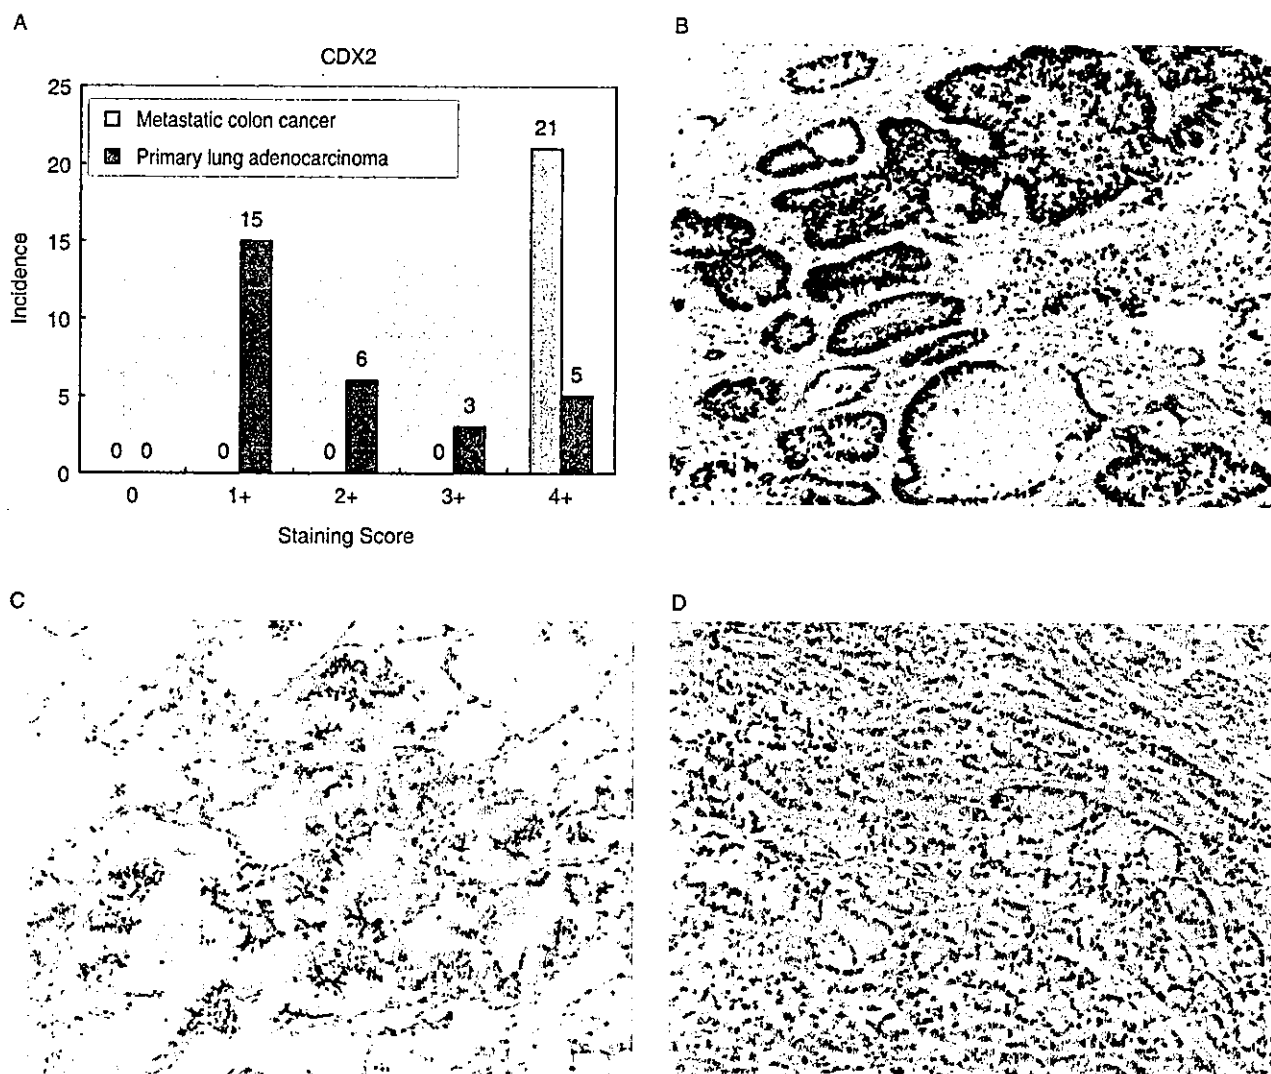 A
CDX2
25
Metastatic colon cancer
Primary lung adenocarcinoma
21
20
15
15
Incidence
10
6
5
5
3
0 0 0 0 0
0
0 1+ 2+ 3+ 4+
Staining Score
B
C
D